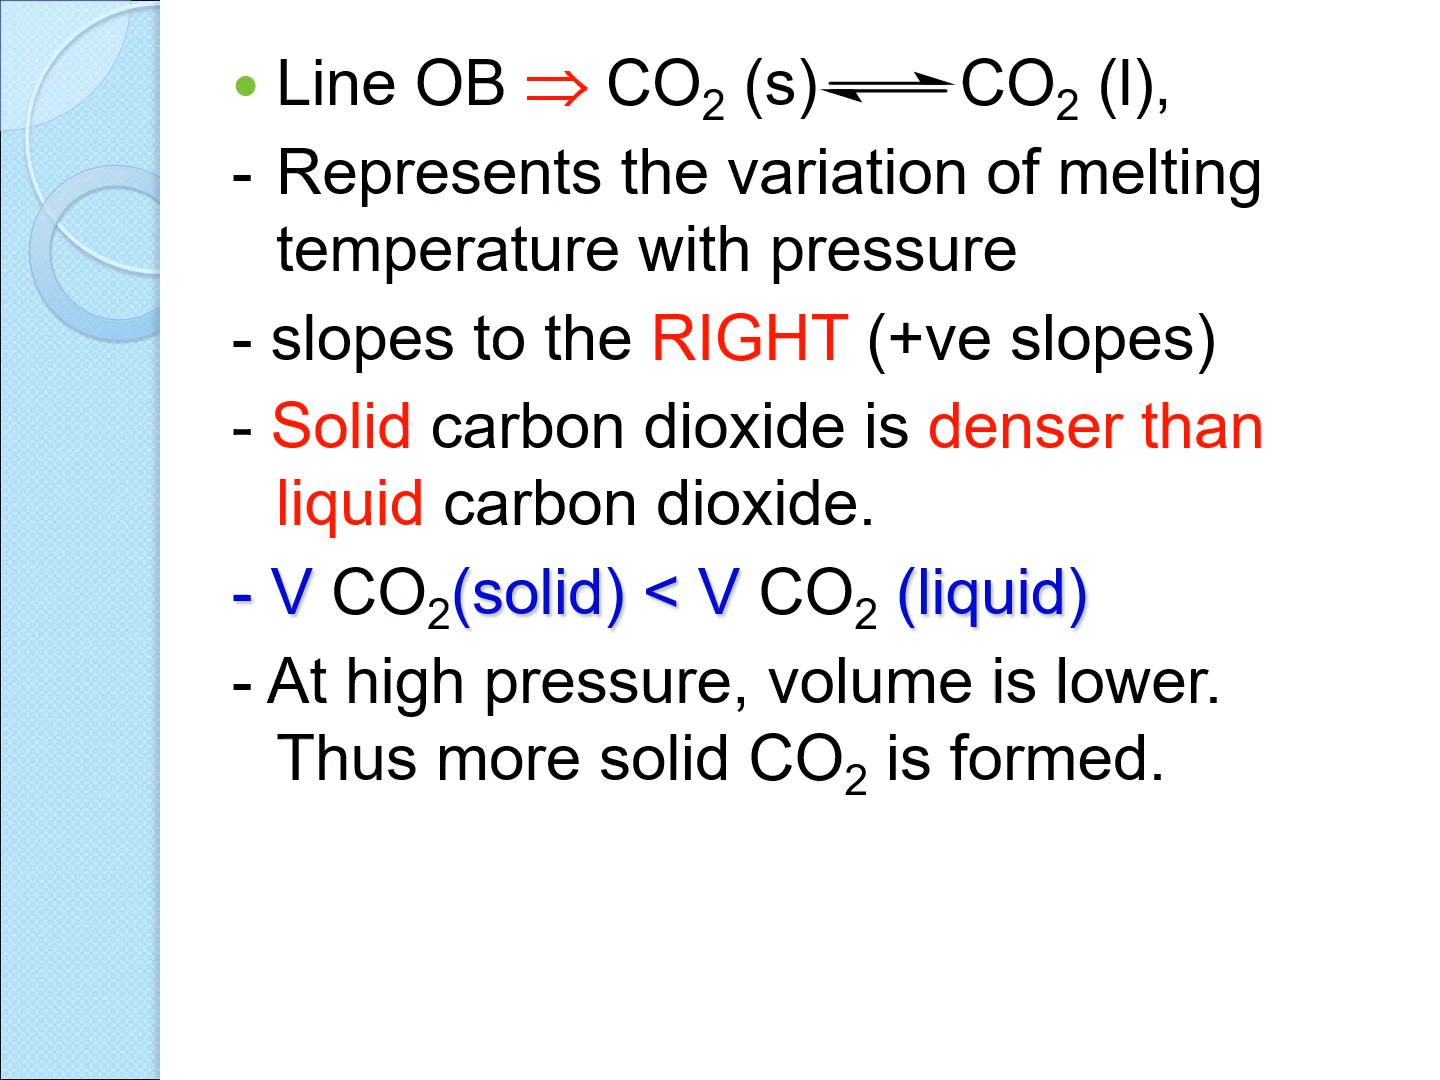 • Line OB ⇒ CO₂ (s) ⇌ CO₂ (l),
- Represents the variation of melting
temperature with pressure
- slopes to the RIGHT (+ve slopes)
- Solid carbon dioxide is denser than
liquid carbon dioxide.
- V CO₂(solid) < V CO₂ (liquid)
- At high pressure, volume is lower.
Thus more solid CO₂ is formed.